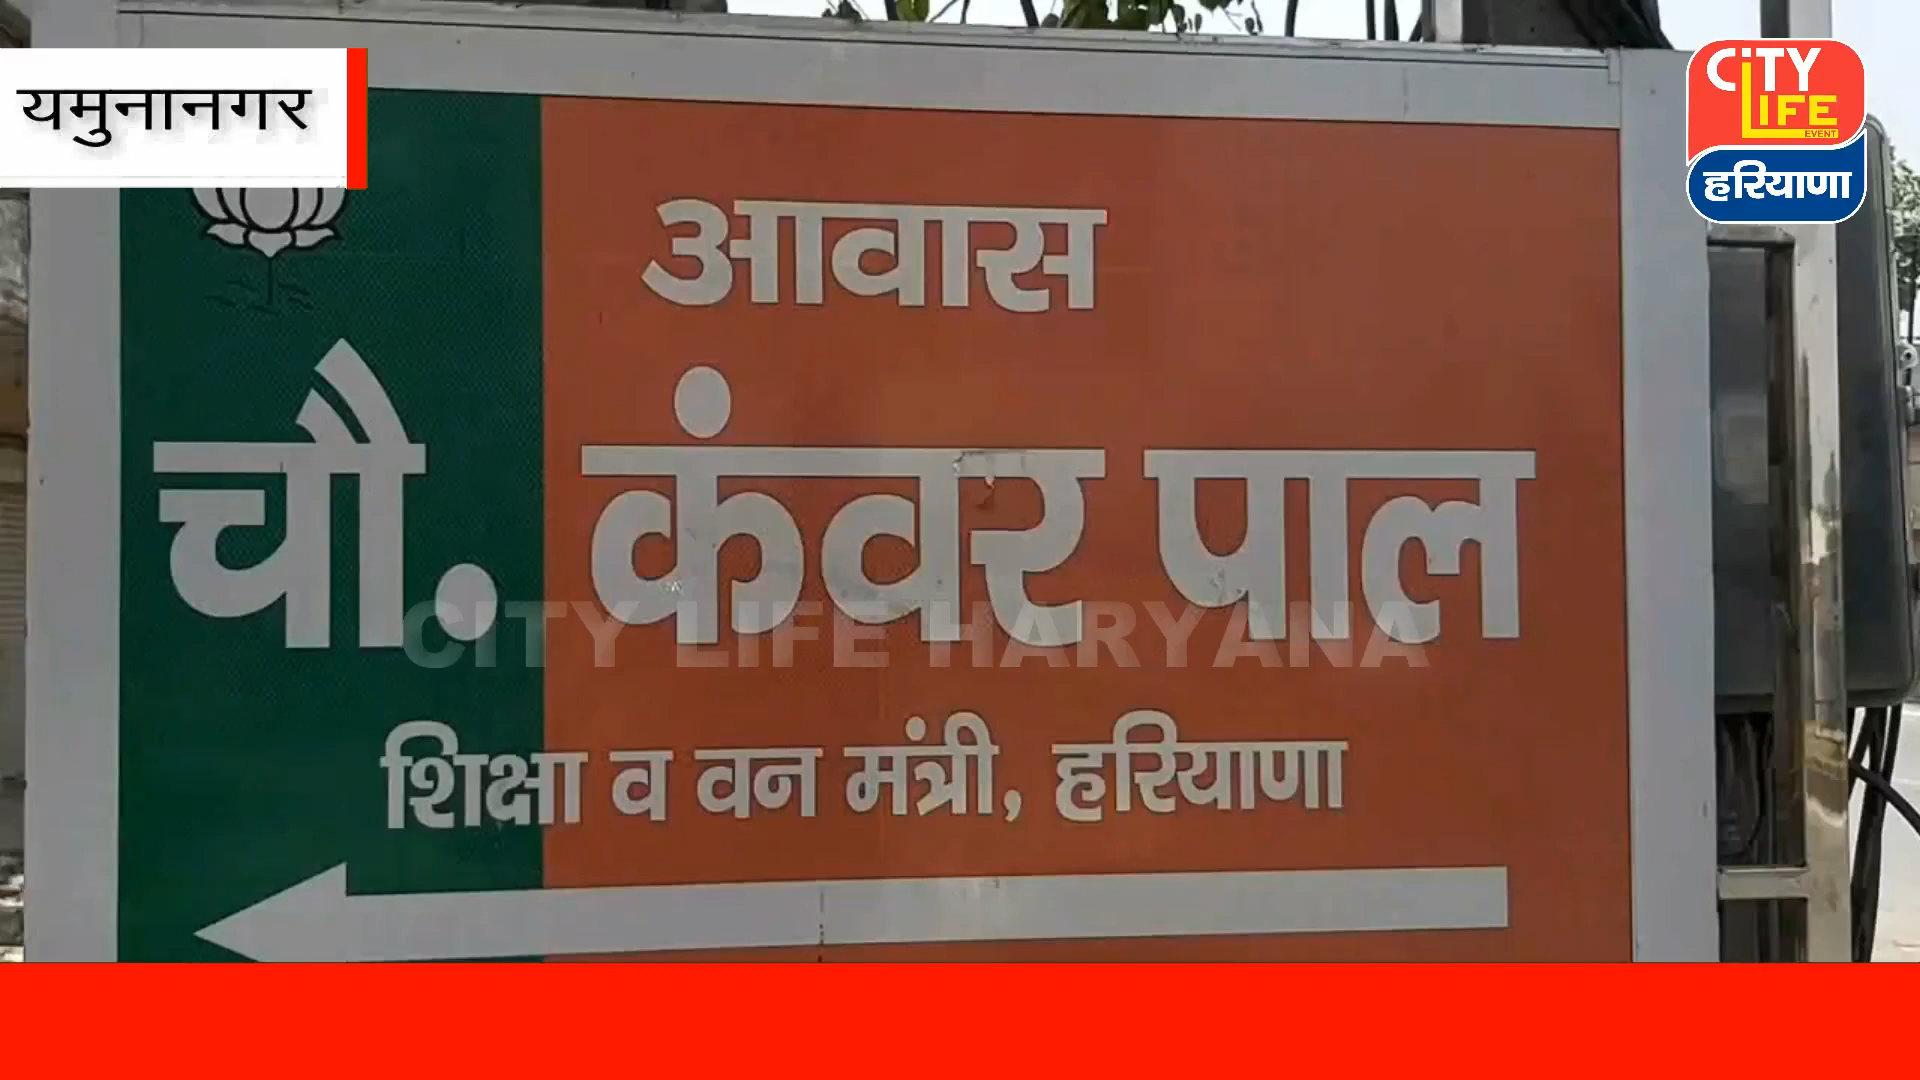 यमुनानगर
CiTY
LIFE
EVENT
हरियाणा
आवास
चौ. कंवर पाल
CITY LIFE HARYANA
शिक्षा व वन मंत्री, हरियाणा